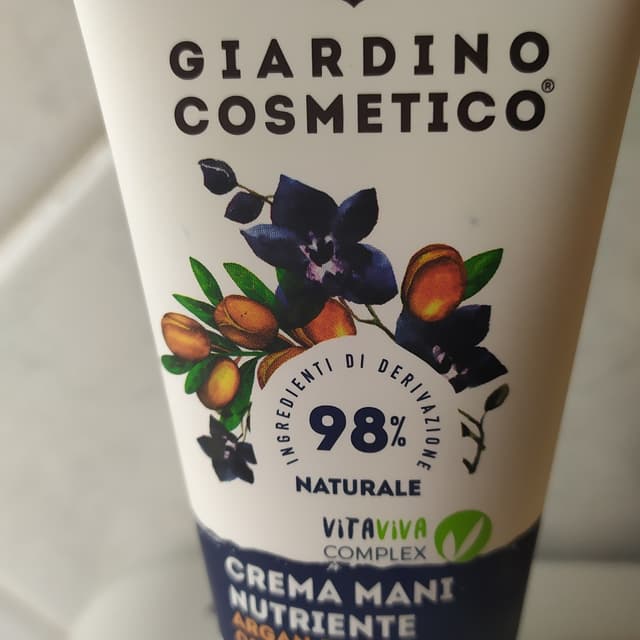 GIARDINO
COSMETICO®
INGREDIENTI DI DERIVAZIONE
98%
NATURALE
VITAVIVA
COMPLEX
CREMA MANI
NUTRIENTE